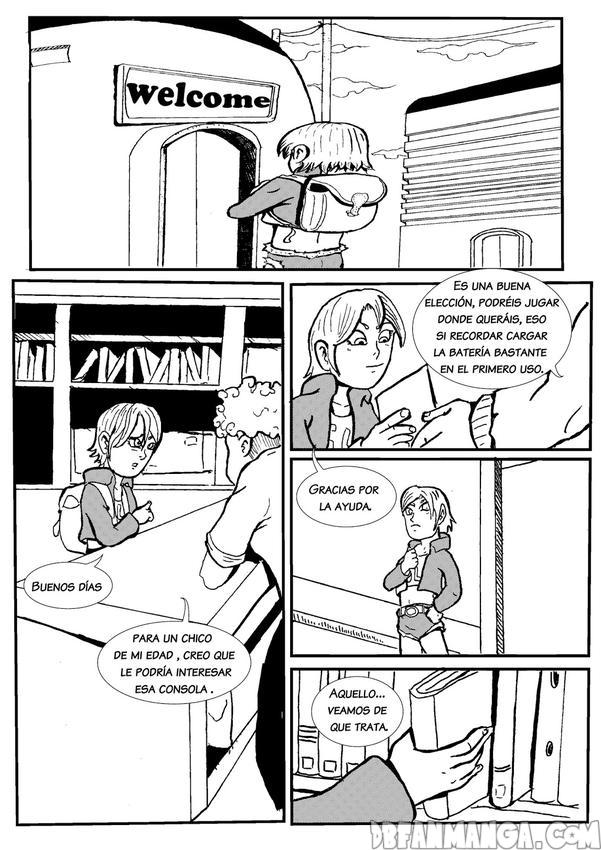 welcome
Buenos días
para un chico
de mi edad , creo que
le podría interesar
esa consola .
Es una buena
elección, podréis jugar
donde queráis, eso
si recordar cargar
la batería bastante
en el primero uso.
Gracias por
la ayuda.
Aquello...
veamos de
que trata.
DBFANMANGA.COM